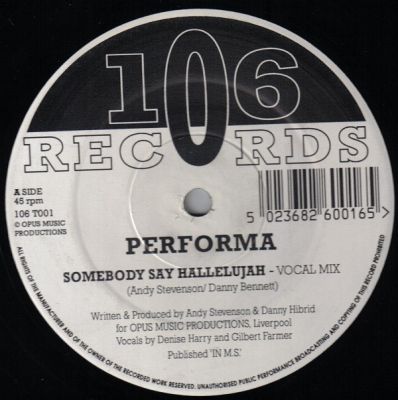 106
RECORDS
A SIDE
45 rpm
106 T001
© OPUS MUSIC
PRODUCTIONS
5 023682 600165 >
PERFORMA
SOMEBODY SAY HALLELUJAH - VOCAL MIX
(Andy Stevenson/ Danny Bennett)
Written & Produced by Andy Stevenson & Danny Hibrid
for OPUS MUSIC PRODUCTIONS, Liverpool
Vocals by Denise Harry and Gilbert Farmer
Published 'IN M.S.'
ALL RIGHTS OF THE MANUFACTURER AND OF THE OWNER OF THE RECORDED WORK RESERVED. UNAUTHORISED PUBLIC PERFORMANCE BROADCASTING AND COPYING OF THIS RECORD PROHIBITED